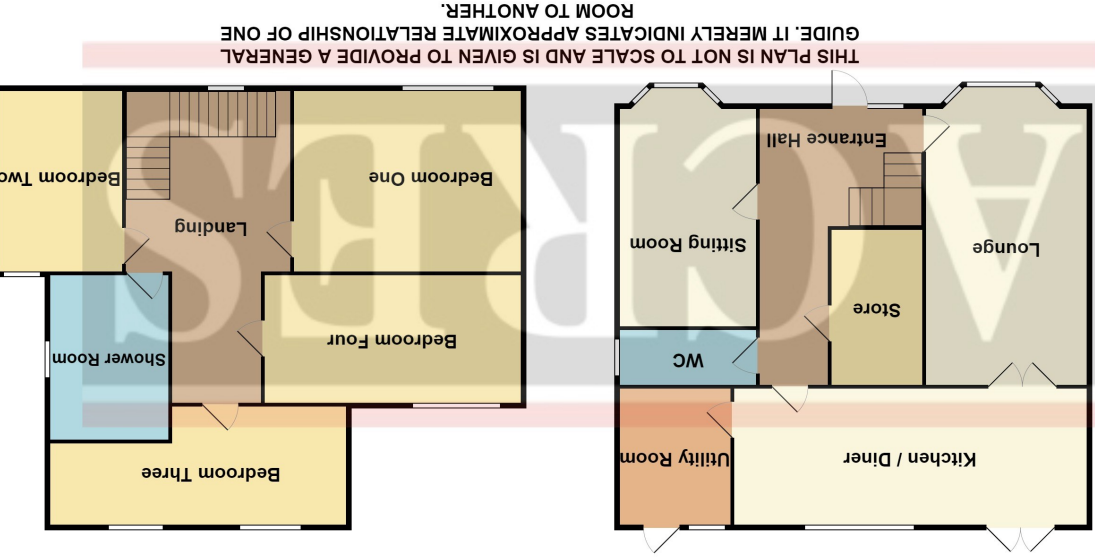 Kitchen / Diner
Utility Room
WC
Store
Lounge
Sitting Room
Entrance Hall
Bedroom Three
Shower Room
Bedroom Four
Landing
Bedroom One
Bedroom Two
ACRES
THIS PLAN IS NOT TO SCALE AND IS GIVEN TO PROVIDE A GENERAL
GUIDE. IT MERELY INDICATES APPROXIMATE RELATIONSHIP OF ONE
ROOM TO ANOTHER.